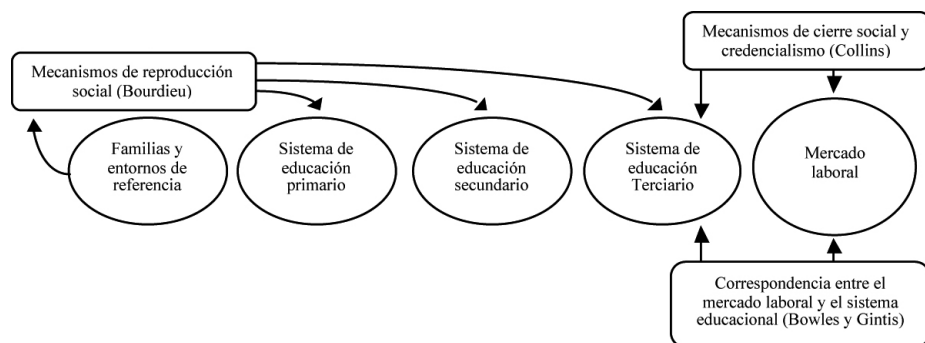 Mecanismos de cierre social y
credencialismo (Collins)
Mecanismos de reproducción
social (Bourdieu)
Familias y
entornos de
referencia
Sistema de
educación
primario
Sistema de
educación
secundario
Sistema de
educación
Terciario
Mercado
laboral
Correspondencia entre el
mercado laboral y el sistema
educacional (Bowles y Gintis)